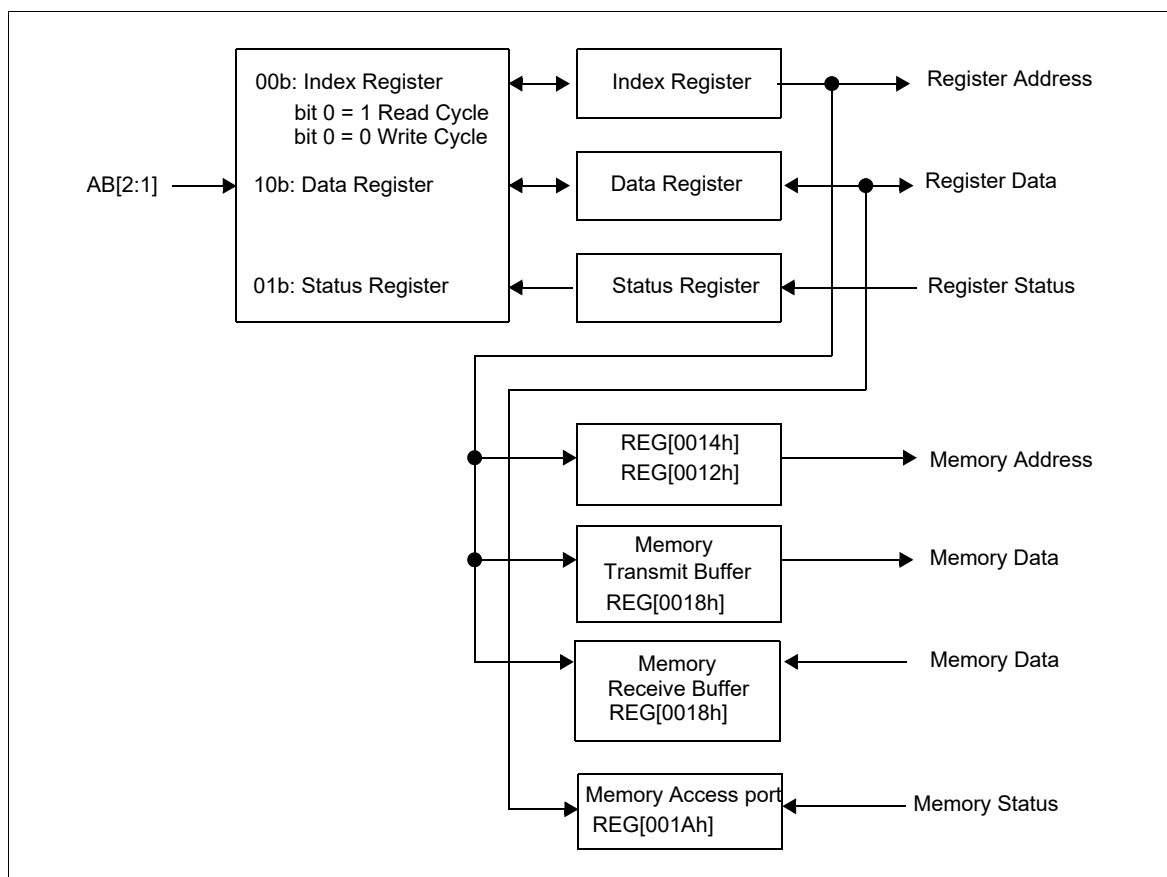 00b: Index Register
bit 0 = 1 Read Cycle
bit 0 = 0 Write Cycle
Index Register
Register Address
AB[2:1]
10b: Data Register
Data Register
Register Data
01b: Status Register
Status Register
Register Status
REG[0014h]
REG[0012h]
Memory Address
Memory
Transmit Buffer
REG[0018h]
Memory Data
Memory
Receive Buffer
REG[0018h]
Memory Data
Memory Access port
REG[001Ah]
Memory Status